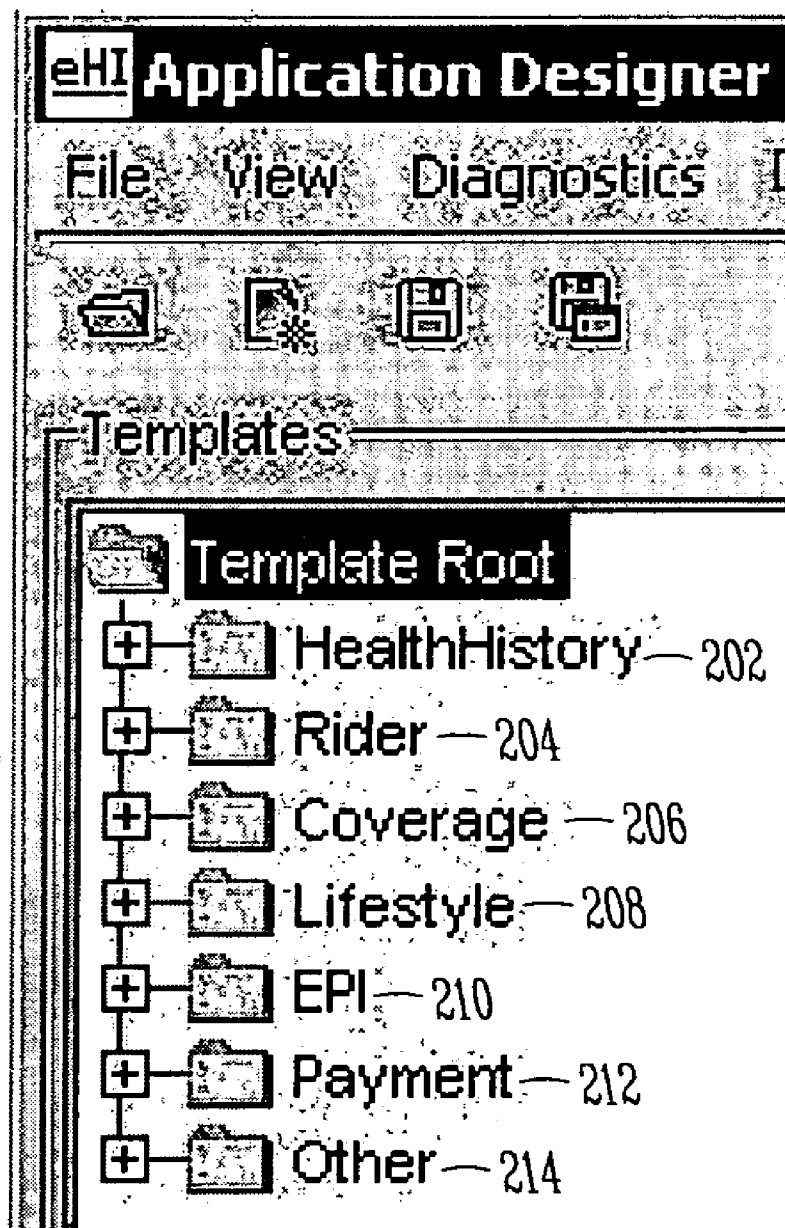 eHI Application Designer
File View Diagnostics
Templates
Template Root
HealthHistory 202
Rider 204
Coverage 206
Lifestyle 208
EPI 210
Payment 212
Other 214